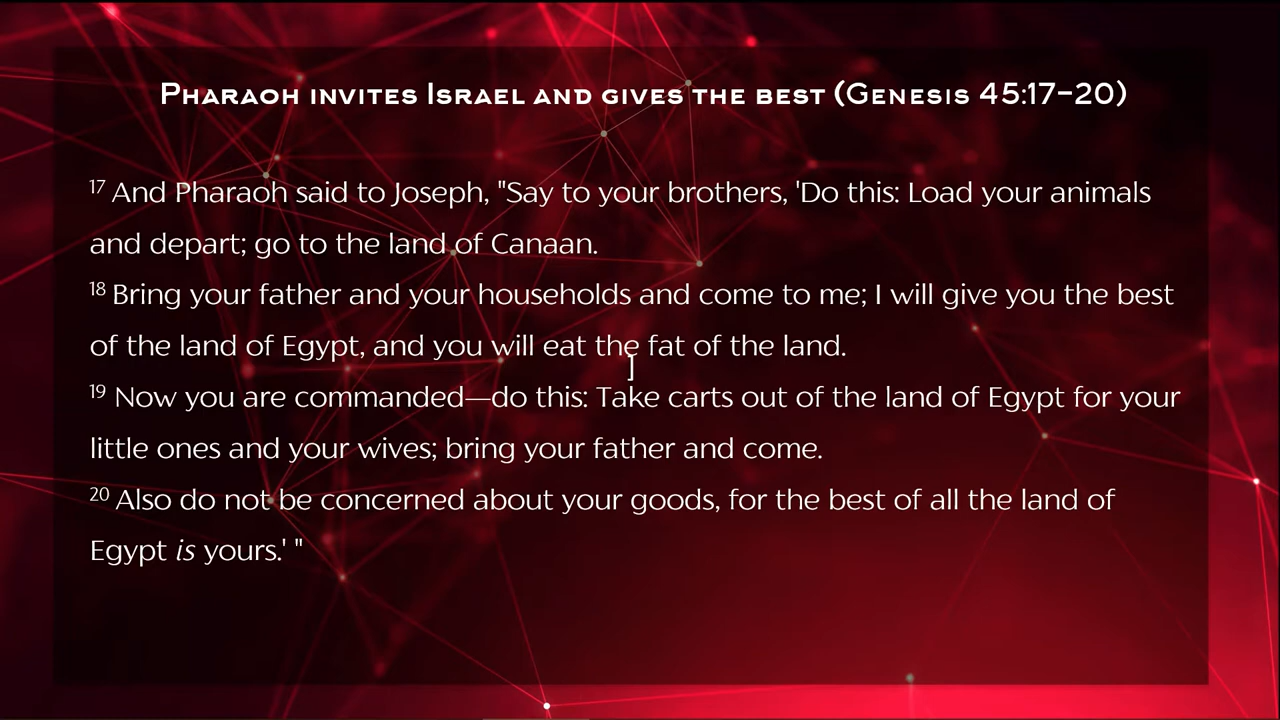 Pharaoh invites Israel and gives the best (Genesis 45:17–20)
17 And Pharaoh said to Joseph, "Say to your brothers, 'Do this: Load your animals
and depart; go to the land of Canaan.
18 Bring your father and your households and come to me; I will give you the best
of the land of Egypt, and you will eat the fat of the land.
19 Now you are commanded—do this: Take carts out of the land of Egypt for your
little ones and your wives; bring your father and come.
20 Also do not be concerned about your goods, for the best of all the land of
Egypt is yours.' "